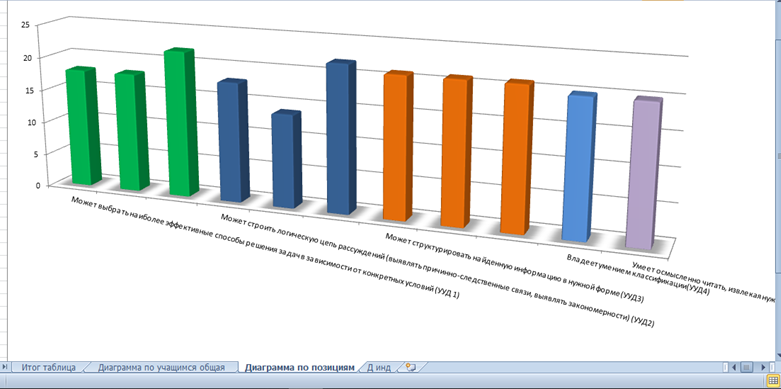 25
20
15
10
5
0
Может выбрать наиболее эффективные способы решения задач в зависимости от конкретных условий (УУД 1)
Может строить логическую цепь рассуждений (выявлять причинно-следственные связи, выявлять закономерности) (УУД2)
Может структурировать найденную информацию в нужной форме (УУД3)
Владеет умением классификации(УУД4)
Умеет осмысленно читать, извлекая нуж
Итог таблица
Диаграмма по учащимся общая
Диаграмма по позициям
Д инд